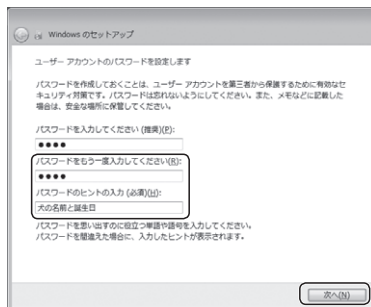 Windows のセットアップ
ユーザー アカウントのパスワードを設定します
パスワードを作成しておくことは、ユーザー アカウントを第三者から保護するために有効なセ
キュリティ対策です。パスワードは忘れないようにしてください。また、メモなどに記載した
場合は、安全な場所に保管してください。
パスワードを入力してください (推奨)(P):
●●●●
パスワードをもう一度入力してください(R):
●●●●
パスワードのヒントの入力 (必須)(H):
犬の名前と誕生日
パスワードを思い出すのに役立つ単語や語句を入力してください。
パスワードを間違えた場合に、入力したヒントが表示されます。
次へ(N)